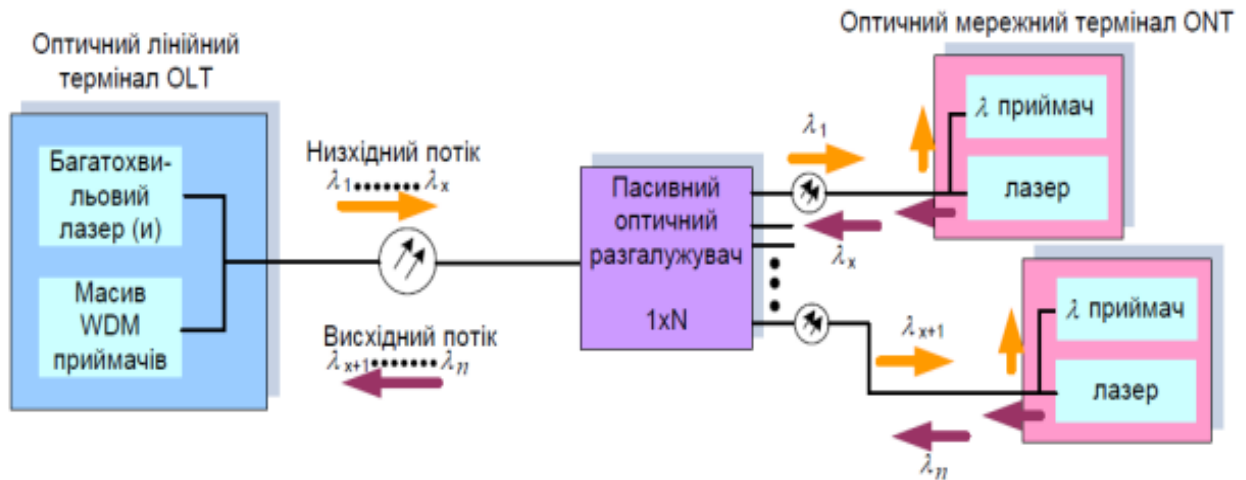 Оптичний лінійний
термінал OLT
Багатохви-
льовий
лазер (и)
Масив
WDM
приймачів
Низхідний потік
λ1.......λx
Висхідний потік
λx+1.......λn
Пасивний
оптичний
разгалужувач
1xN
Оптичний мережний термінал ONT
λ1
λx
λ приймач
лазер
λx+1
λn
λ приймач
лазер